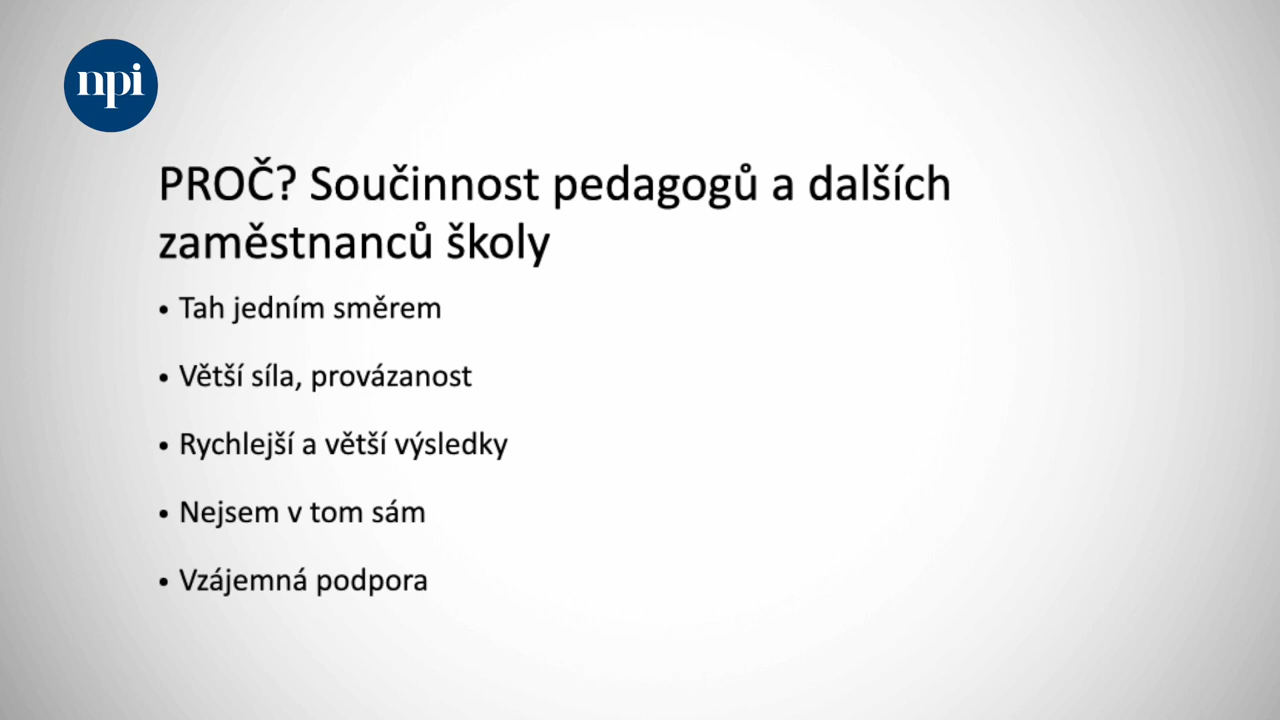 npi
PROČ? Součinnost pedagogů a dalších
zaměstnanců školy
• Tah jedním směrem
• Větší síla, provázanost
• Rychlejší a větší výsledky
• Nejsem v tom sám
• Vzájemná podpora